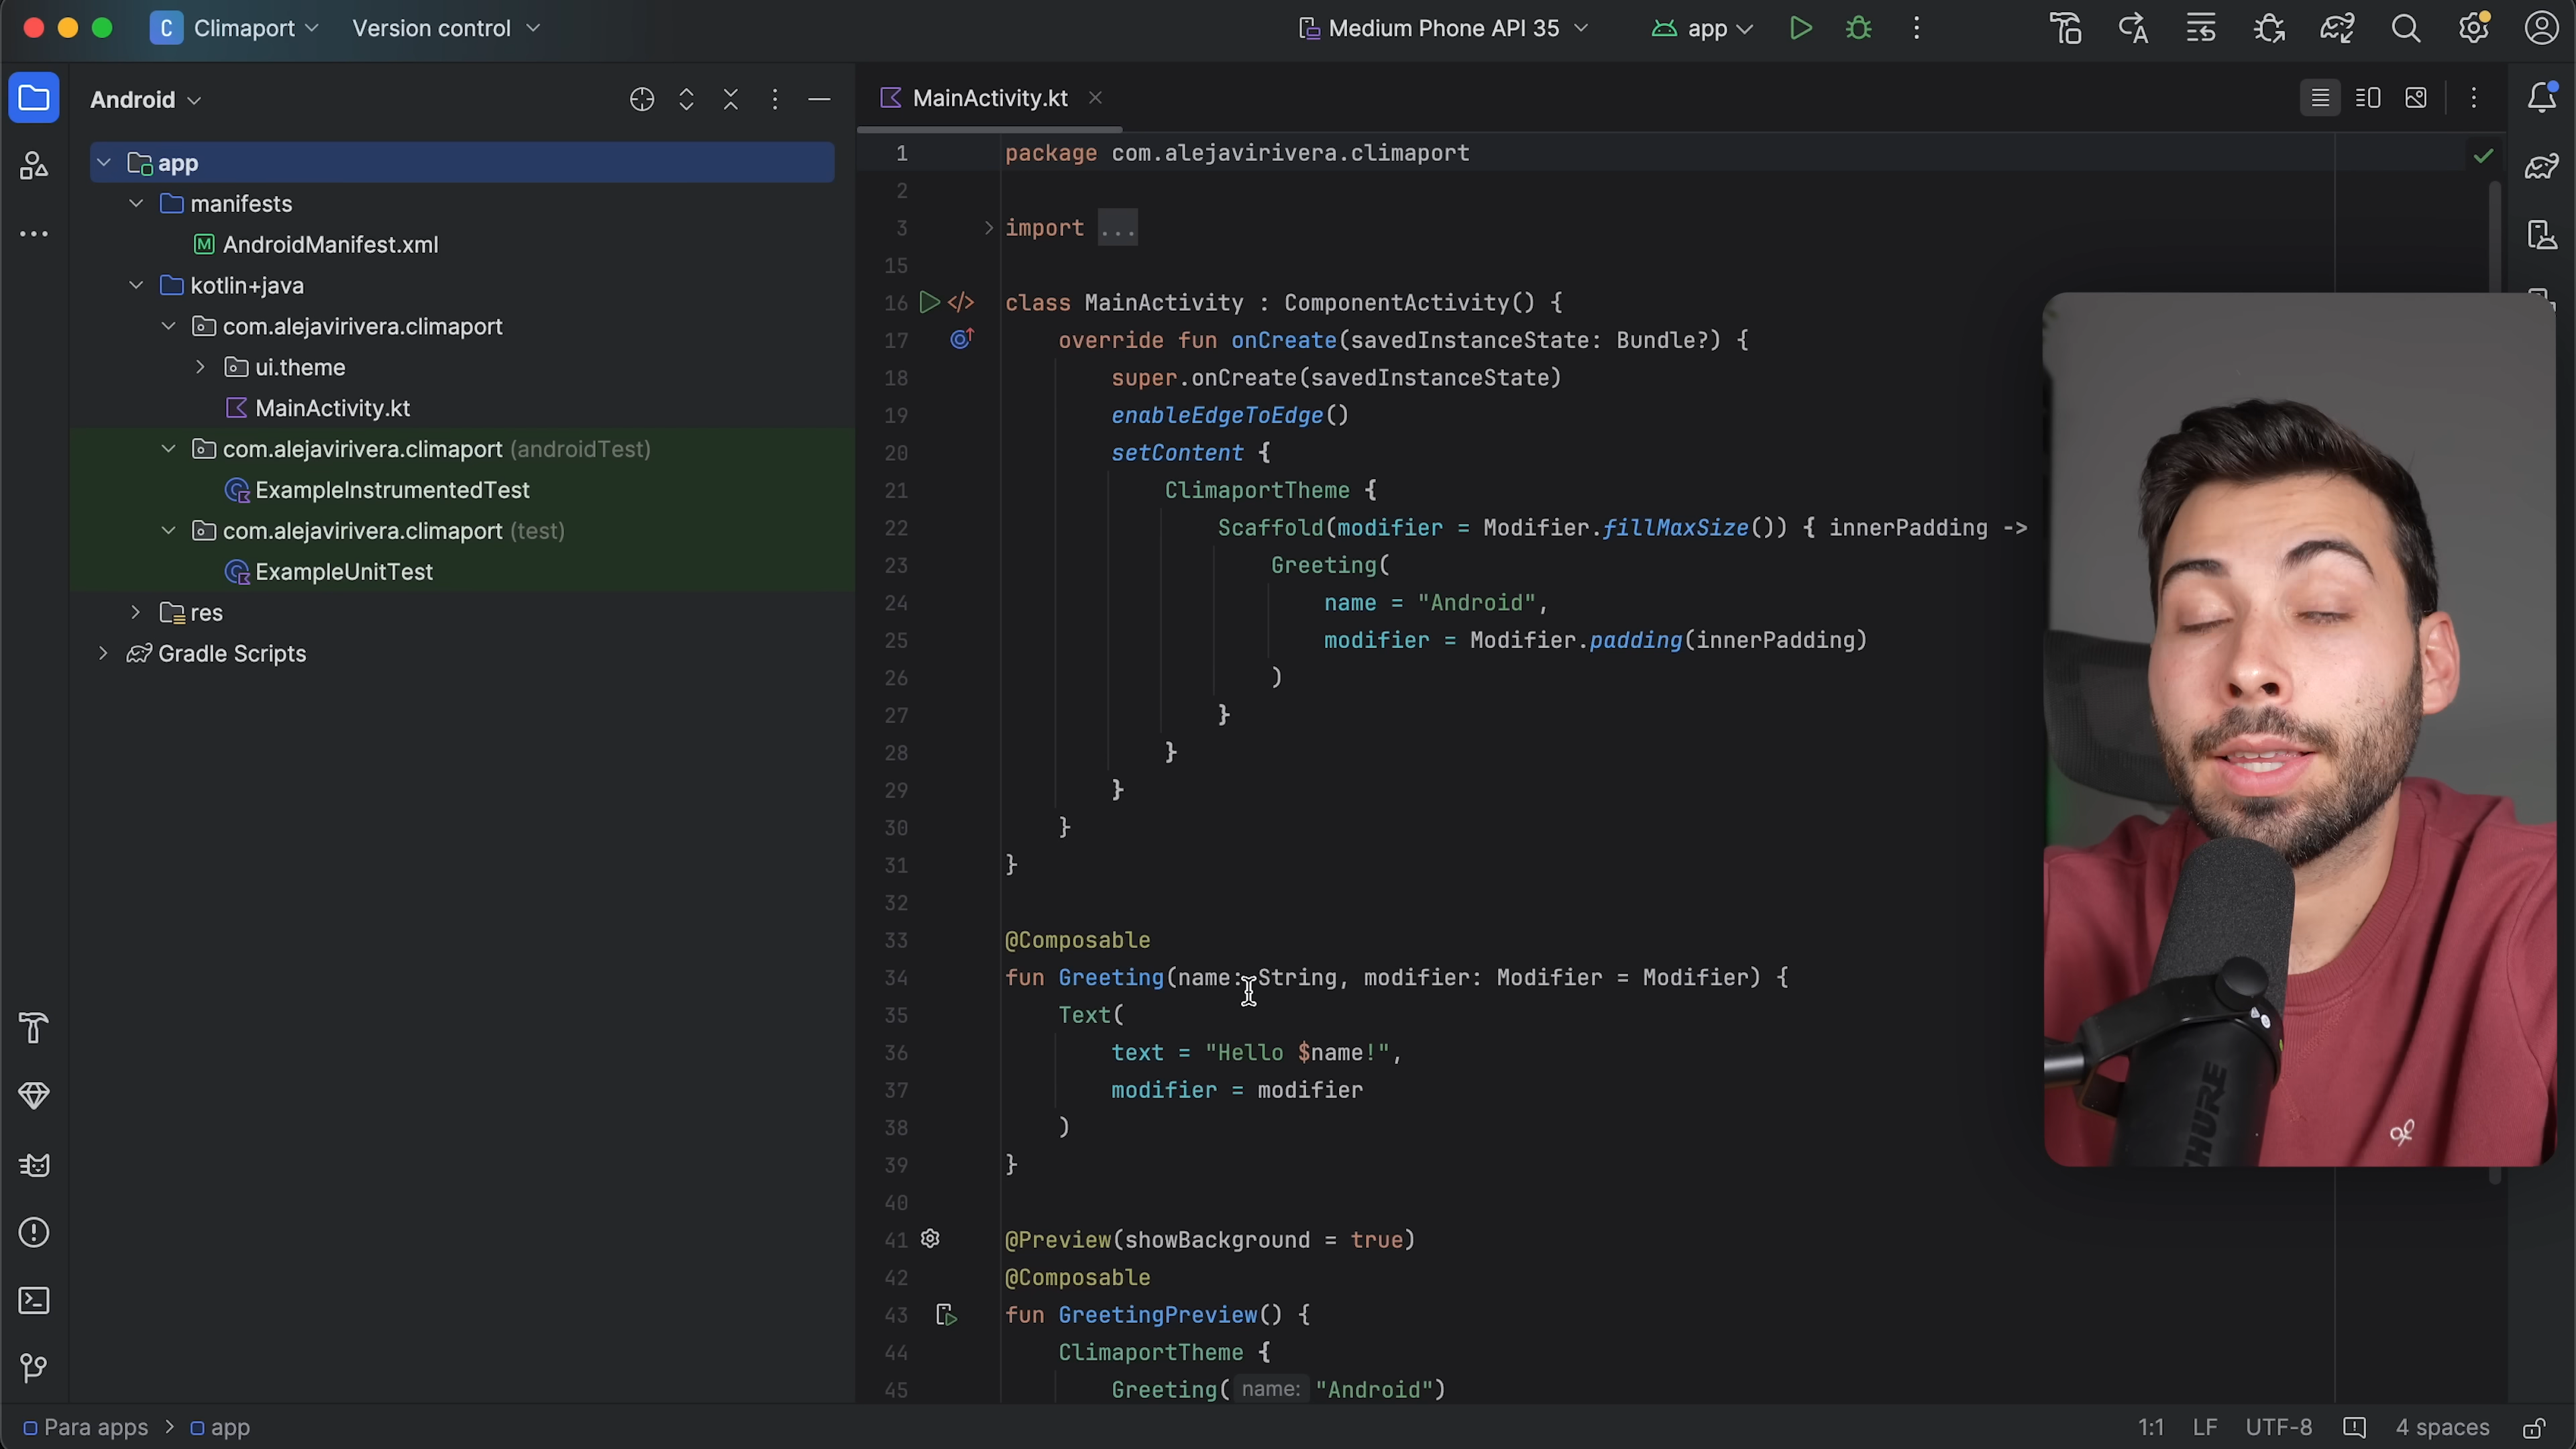 C Climaport Version control Medium Phone API 35 app
Android
app
manifests
AndroidManifest.xml
kotlin+java
com.alejavirivera.climaport
ui.theme
MainActivity.kt
com.alejavirivera.climaport (androidTest)
ExampleInstrumentedTest
com.alejavirivera.climaport (test)
ExampleUnitTest
res
Gradle Scripts
MainActivity.kt
1 package com.alejavirivera.climaport
2
3 import ...
15
16 class MainActivity : ComponentActivity() {
17 override fun onCreate(savedInstanceState: Bundle?) {
18 super.onCreate(savedInstanceState)
19 enableEdgeToEdge()
20 setContent {
21 ClimaportTheme {
22 Scaffold(modifier = Modifier.fillMaxSize()) { innerPadding ->
23 Greeting(
24 name = "Android",
25 modifier = Modifier.padding(innerPadding)
26 )
27 }
28 }
29 }
30 }
31 }
32
33 @Composable
34 fun Greeting(name: String, modifier: Modifier = Modifier) {
35 Text(
36 text = "Hello $name!",
37 modifier = modifier
38 )
39 }
40
41 @Preview(showBackground = true)
42 @Composable
43 fun GreetingPreview() {
44 ClimaportTheme {
45 Greeting( name: "Android")
SHURE
Para apps > app
1:1 LF UTF-8 4 spaces